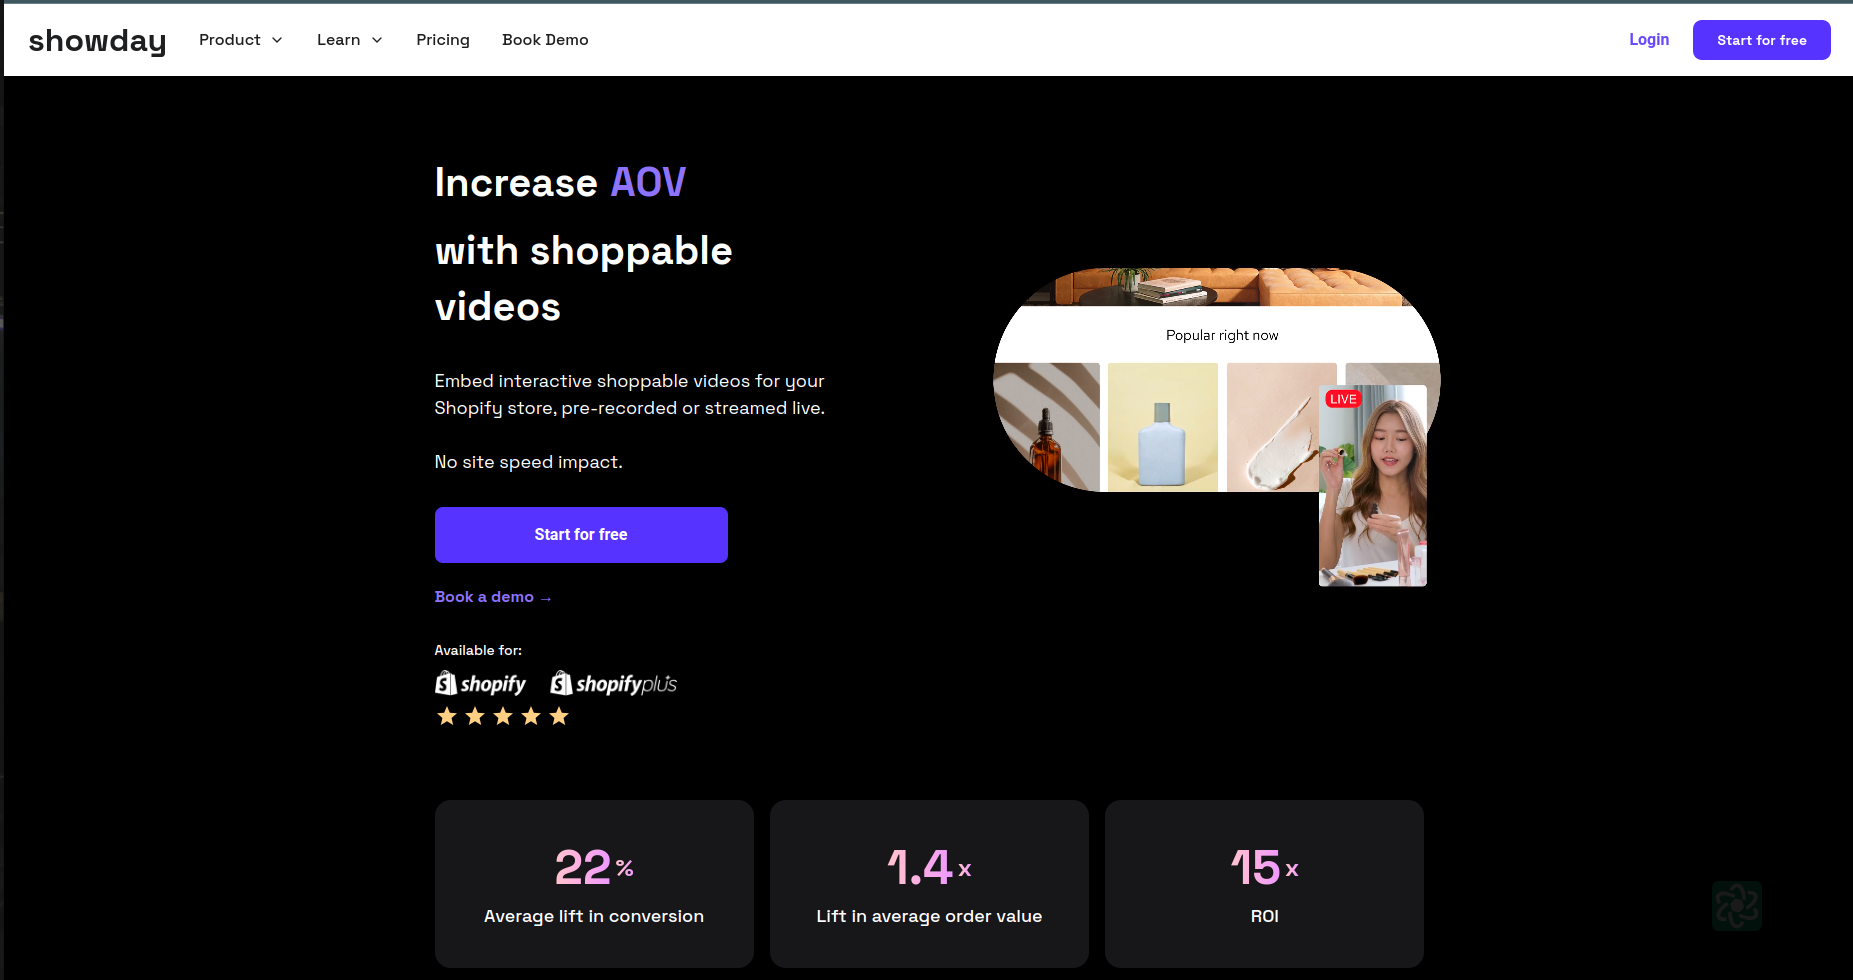 showday
Product
Learn
Pricing
Book Demo
Login
Start for free
Increase AOV
with shoppable
videos
Embed interactive shoppable videos for your
Shopify store, pre-recorded or streamed live.
No site speed impact.
Start for free
Book a demo →
Available for:
shopify
shopifyplus
Popular right now
LIVE
22%
Average lift in conversion
1.4x
Lift in average order value
15x
ROI